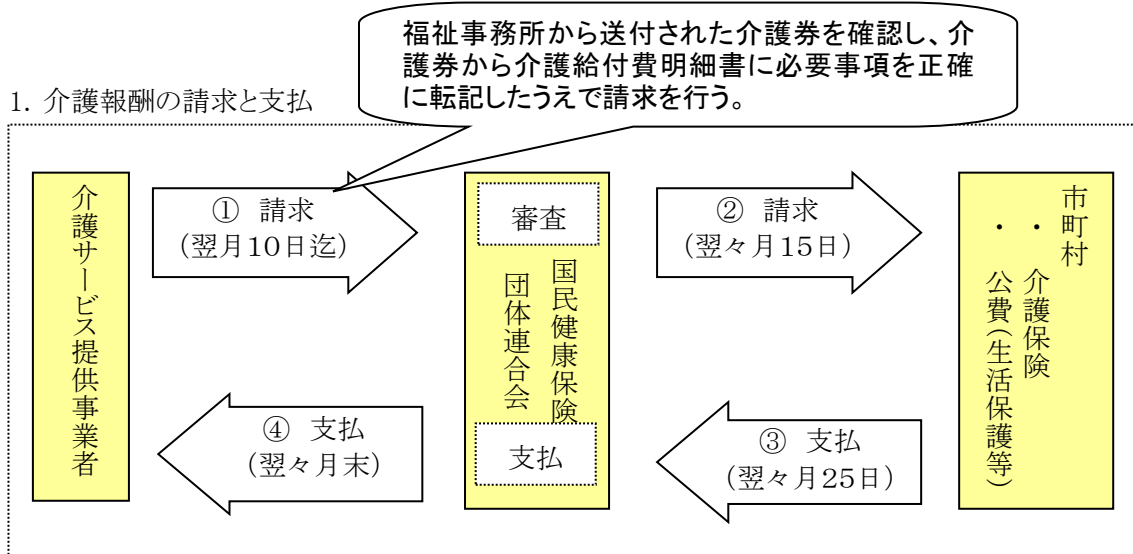 福祉事務所から送付された介護券を確認し、介
護券から介護給付費明細書に必要事項を正確
に転記したうえで請求を行う。
1. 介護報酬の請求と支払
介護サービス提供事業者
① 請求
(翌月10日迄)
審査
国民健康保険
団体連合会
支払
② 請求
(翌々月15日)
市町村
・ 介護保険
・ 公費(生活保護等)
④ 支払
(翌々月末)
③ 支払
(翌々月25日)